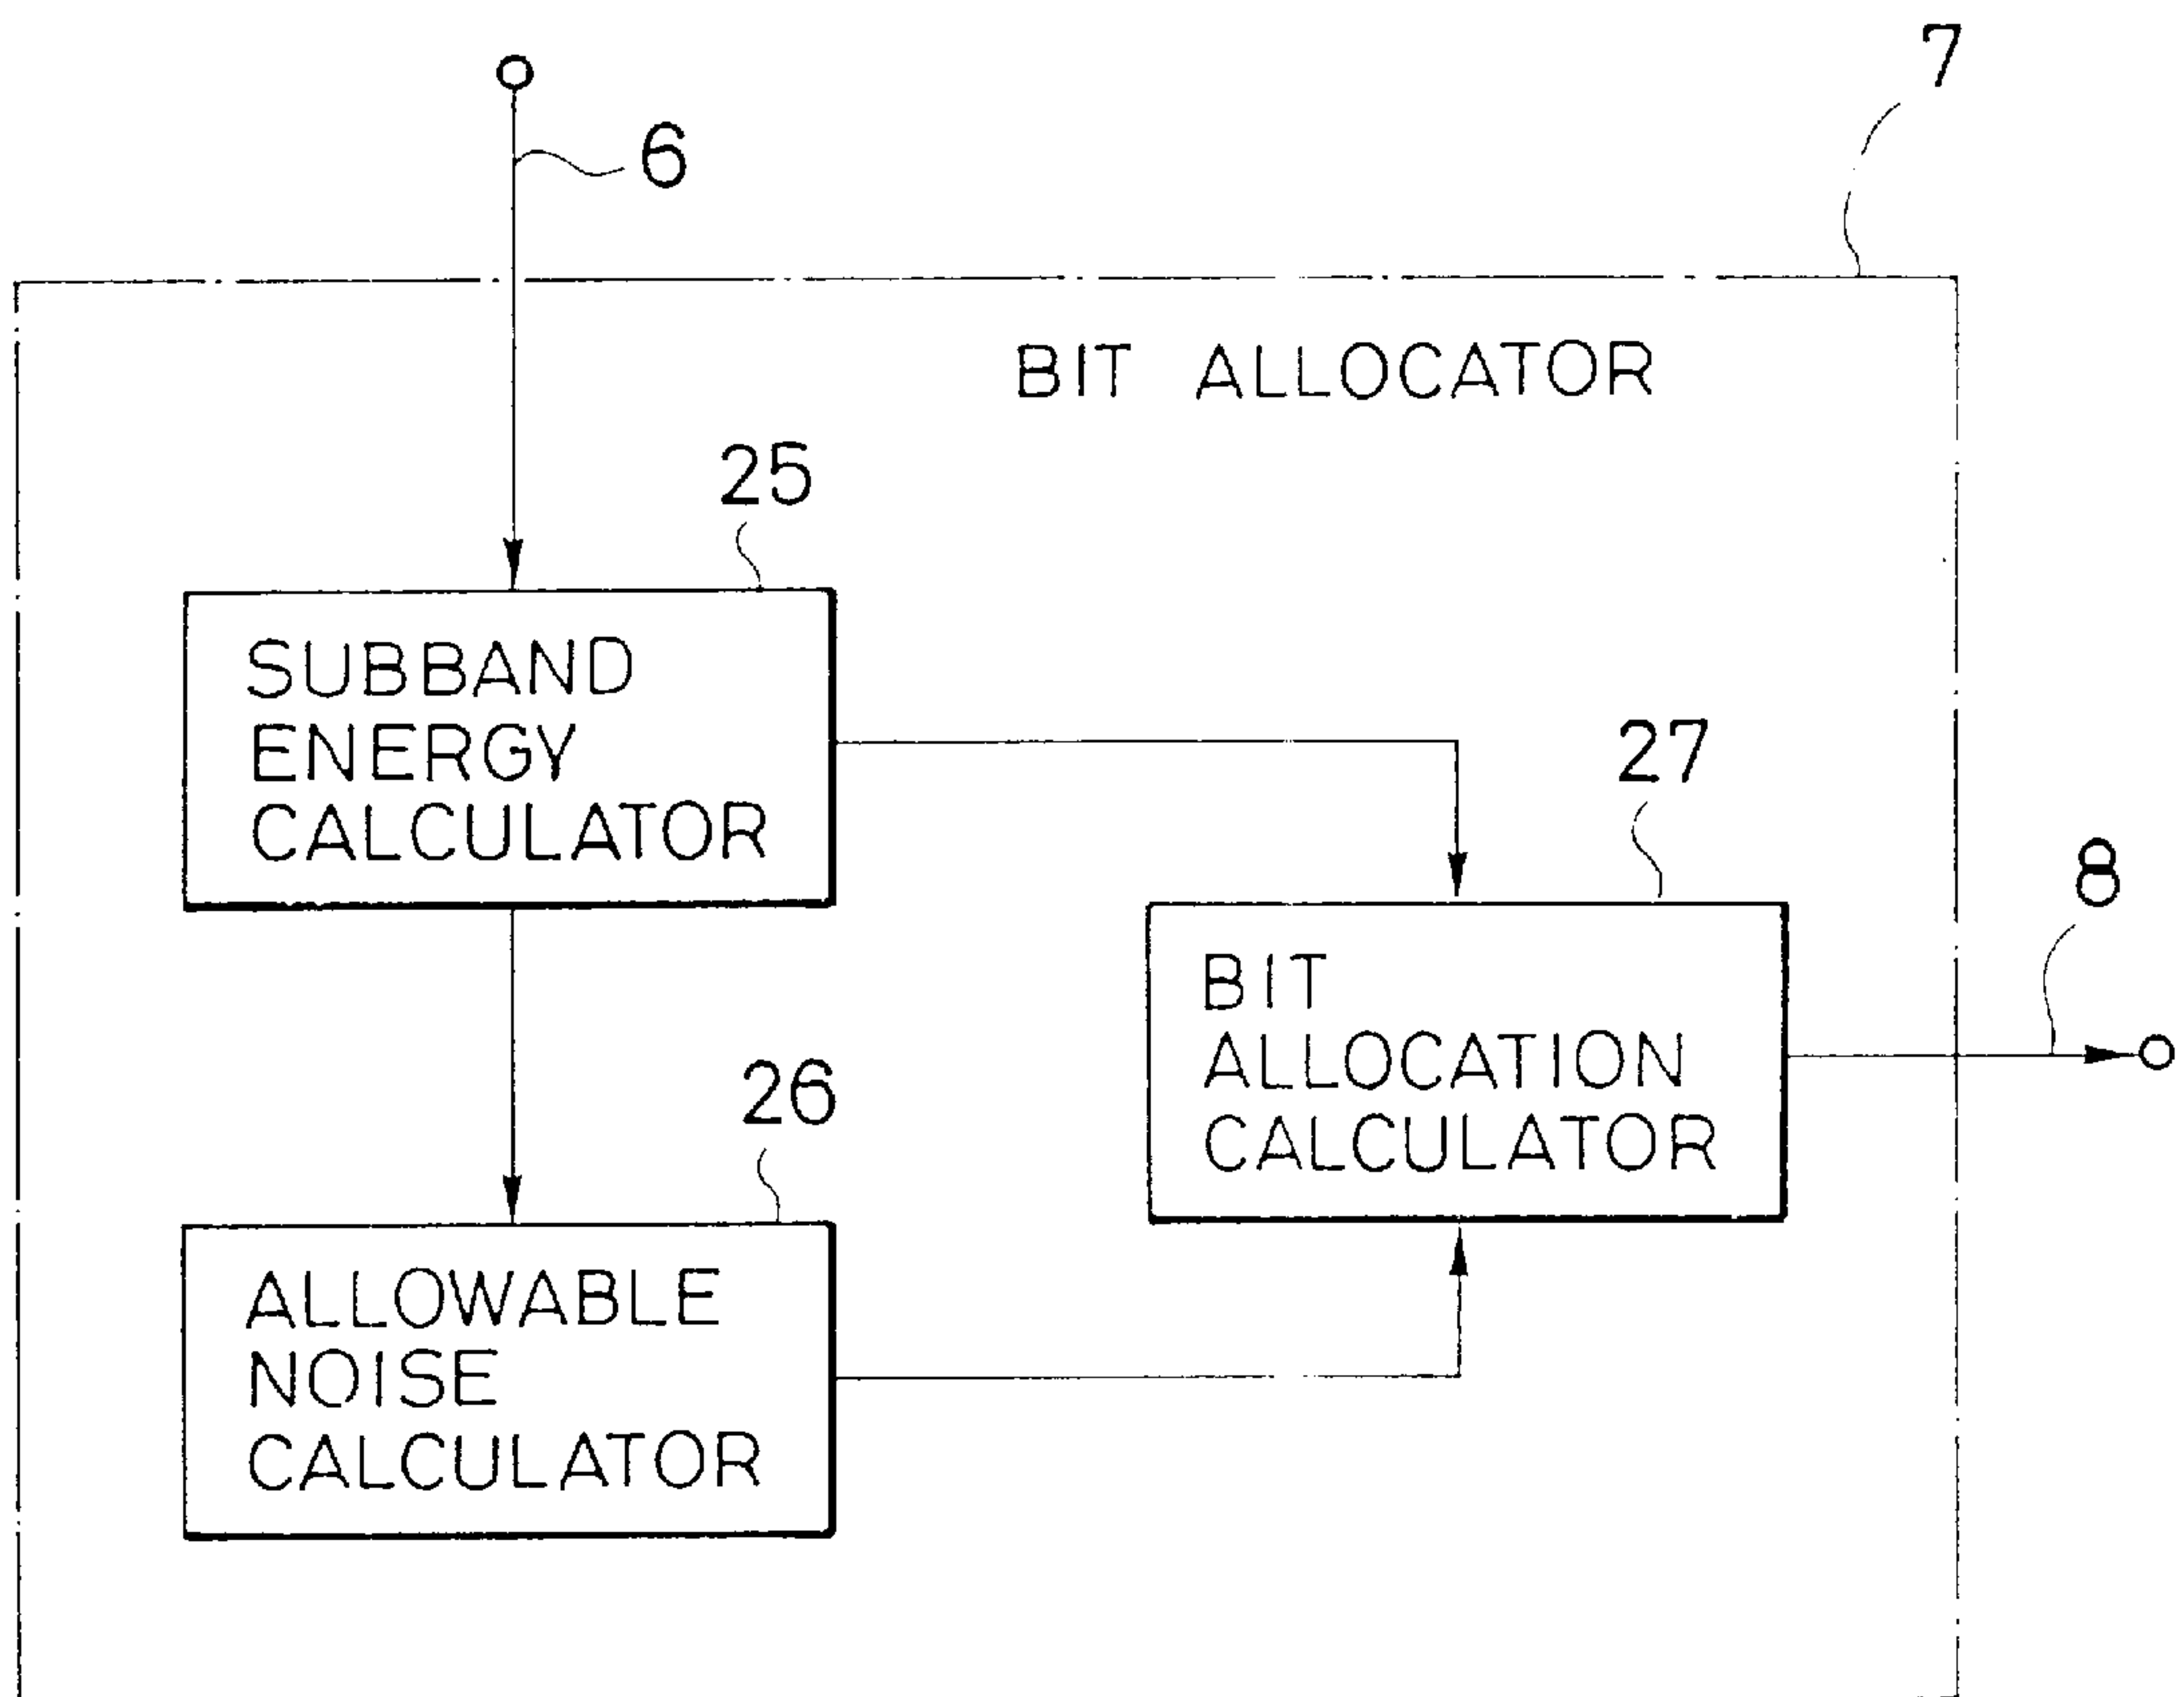 7
6
BIT ALLOCATOR
25
SUBBAND
ENERGY
CALCULATOR
27
8
BIT
ALLOCATION
CALCULATOR
26
ALLOWABLE
NOISE
CALCULATOR